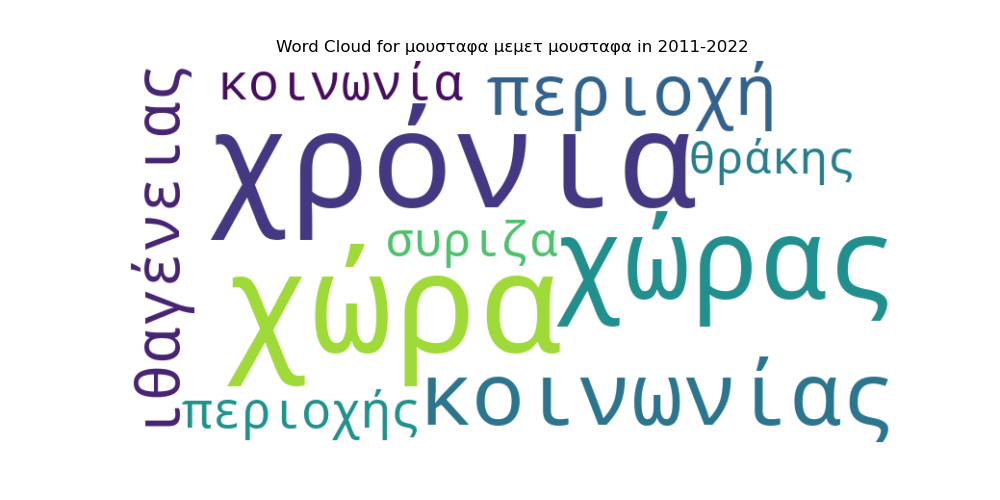 Word Cloud for μουσταφα μεμετ μουσταφα in 2011-2022
κοινωνία
περιοχή
ιθαγένειας
χρόνια
θράκης
συριζα
χώρας
χώρα
κοινωνίας
περιοχής